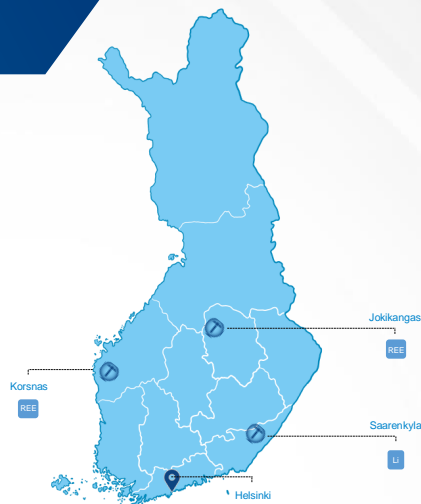 Jokikangas
REE
Korsnas
REE
Saarenkyla
Li
Helsinki